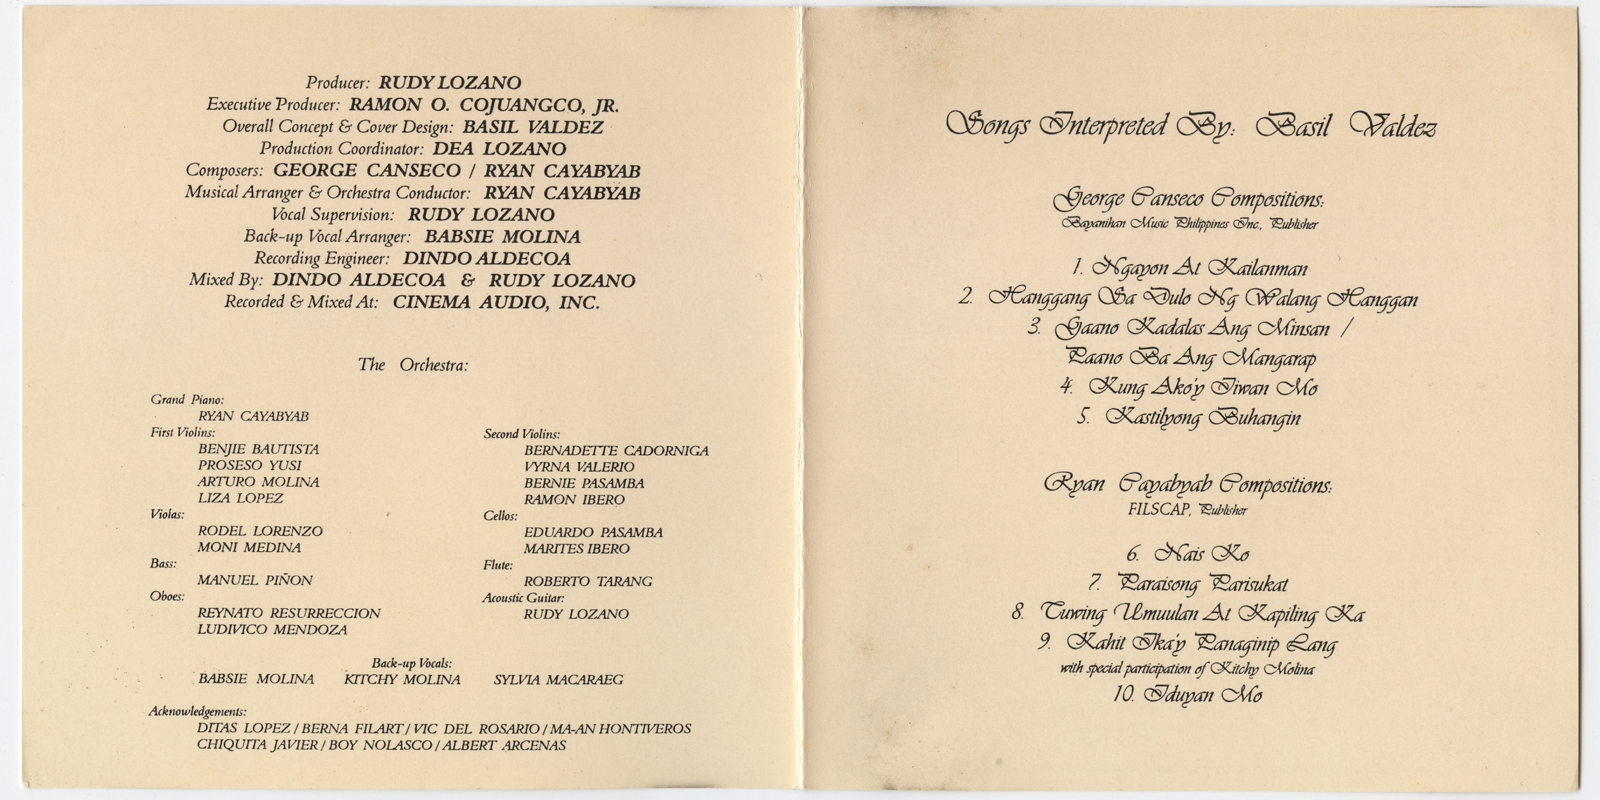 Producer: RUDY LOZANO
Executive Producer: RAMON O. COJUANGCO, JR.
Overall Concept & Cover Design: BASIL VALDEZ
Production Coordinator: DEA LOZANO
Composers: GEORGE CANSECO / RYAN CAYABYAB
Musical Arranger & Orchestra Conductor: RYAN CAYABYAB
Vocal Supervision: RUDY LOZANO
Back-up Vocal Arranger: BABSIE MOLINA
Recording Engineer: DINDO ALDECOA
Mixed By: DINDO ALDECOA & RUDY LOZANO
Recorded & Mixed At: CINEMA AUDIO, INC.
The Orchestra:
Grand Piano:
RYAN CAYABYAB
First Violins:
BENJIE BAUTISTA
PROSESO YUSI
ARTURO MOLINA
LIZA LOPEZ
Violas:
RODEL LORENZO
MONI MEDINA
Bass:
MANUEL PIÑON
Oboes:
REYNATO RESURRECCION
LUDIVICO MENDOZA
Second Violins:
BERNADETTE CADORNIGA
VYRNA VALERIO
BERNIE PASAMBA
RAMON IBERO
Cellos:
EDUARDO PASAMBA
MARITES IBERO
Flute:
ROBERTO TARANG
Acoustic Guitar:
RUDY LOZANO
Back-up Vocals:
BABSIE MOLINA KITCHY MOLINA SYLVIA MACARAEG
Acknowledgements:
DITAS LOPEZ / BERNA FILART / VIC DEL ROSARIO / MA-AN HONTIVEROS
CHIQUITA JAVIER / BOY NOLASCO / ALBERT ARCENAS
Songs Interpreted By: Basil Valdez
George Canseco Compositions:
Bayanihan Music Philippines Inc., Publisher
1. Ngayon At Kailanman
2. Hanggang Sa Dulo Ng Walang Hanggan
3. Gaano Kadalas Ang Minsan /
Paano Ba Ang Mangarap
4. Kung Ako'y Iiwan Mo
5. Kastilyong Buhangin
Ryan Cayabyab Compositions:
FILSCAP, Publisher
6. Nais Ko
7. Paraisong Parisukat
8. Tuwing Umuulan At Kapiling Ka
9. Kahit Ika'y Panaginip Lang
with special participation of Kitchy Molina
10. Iduyan Mo